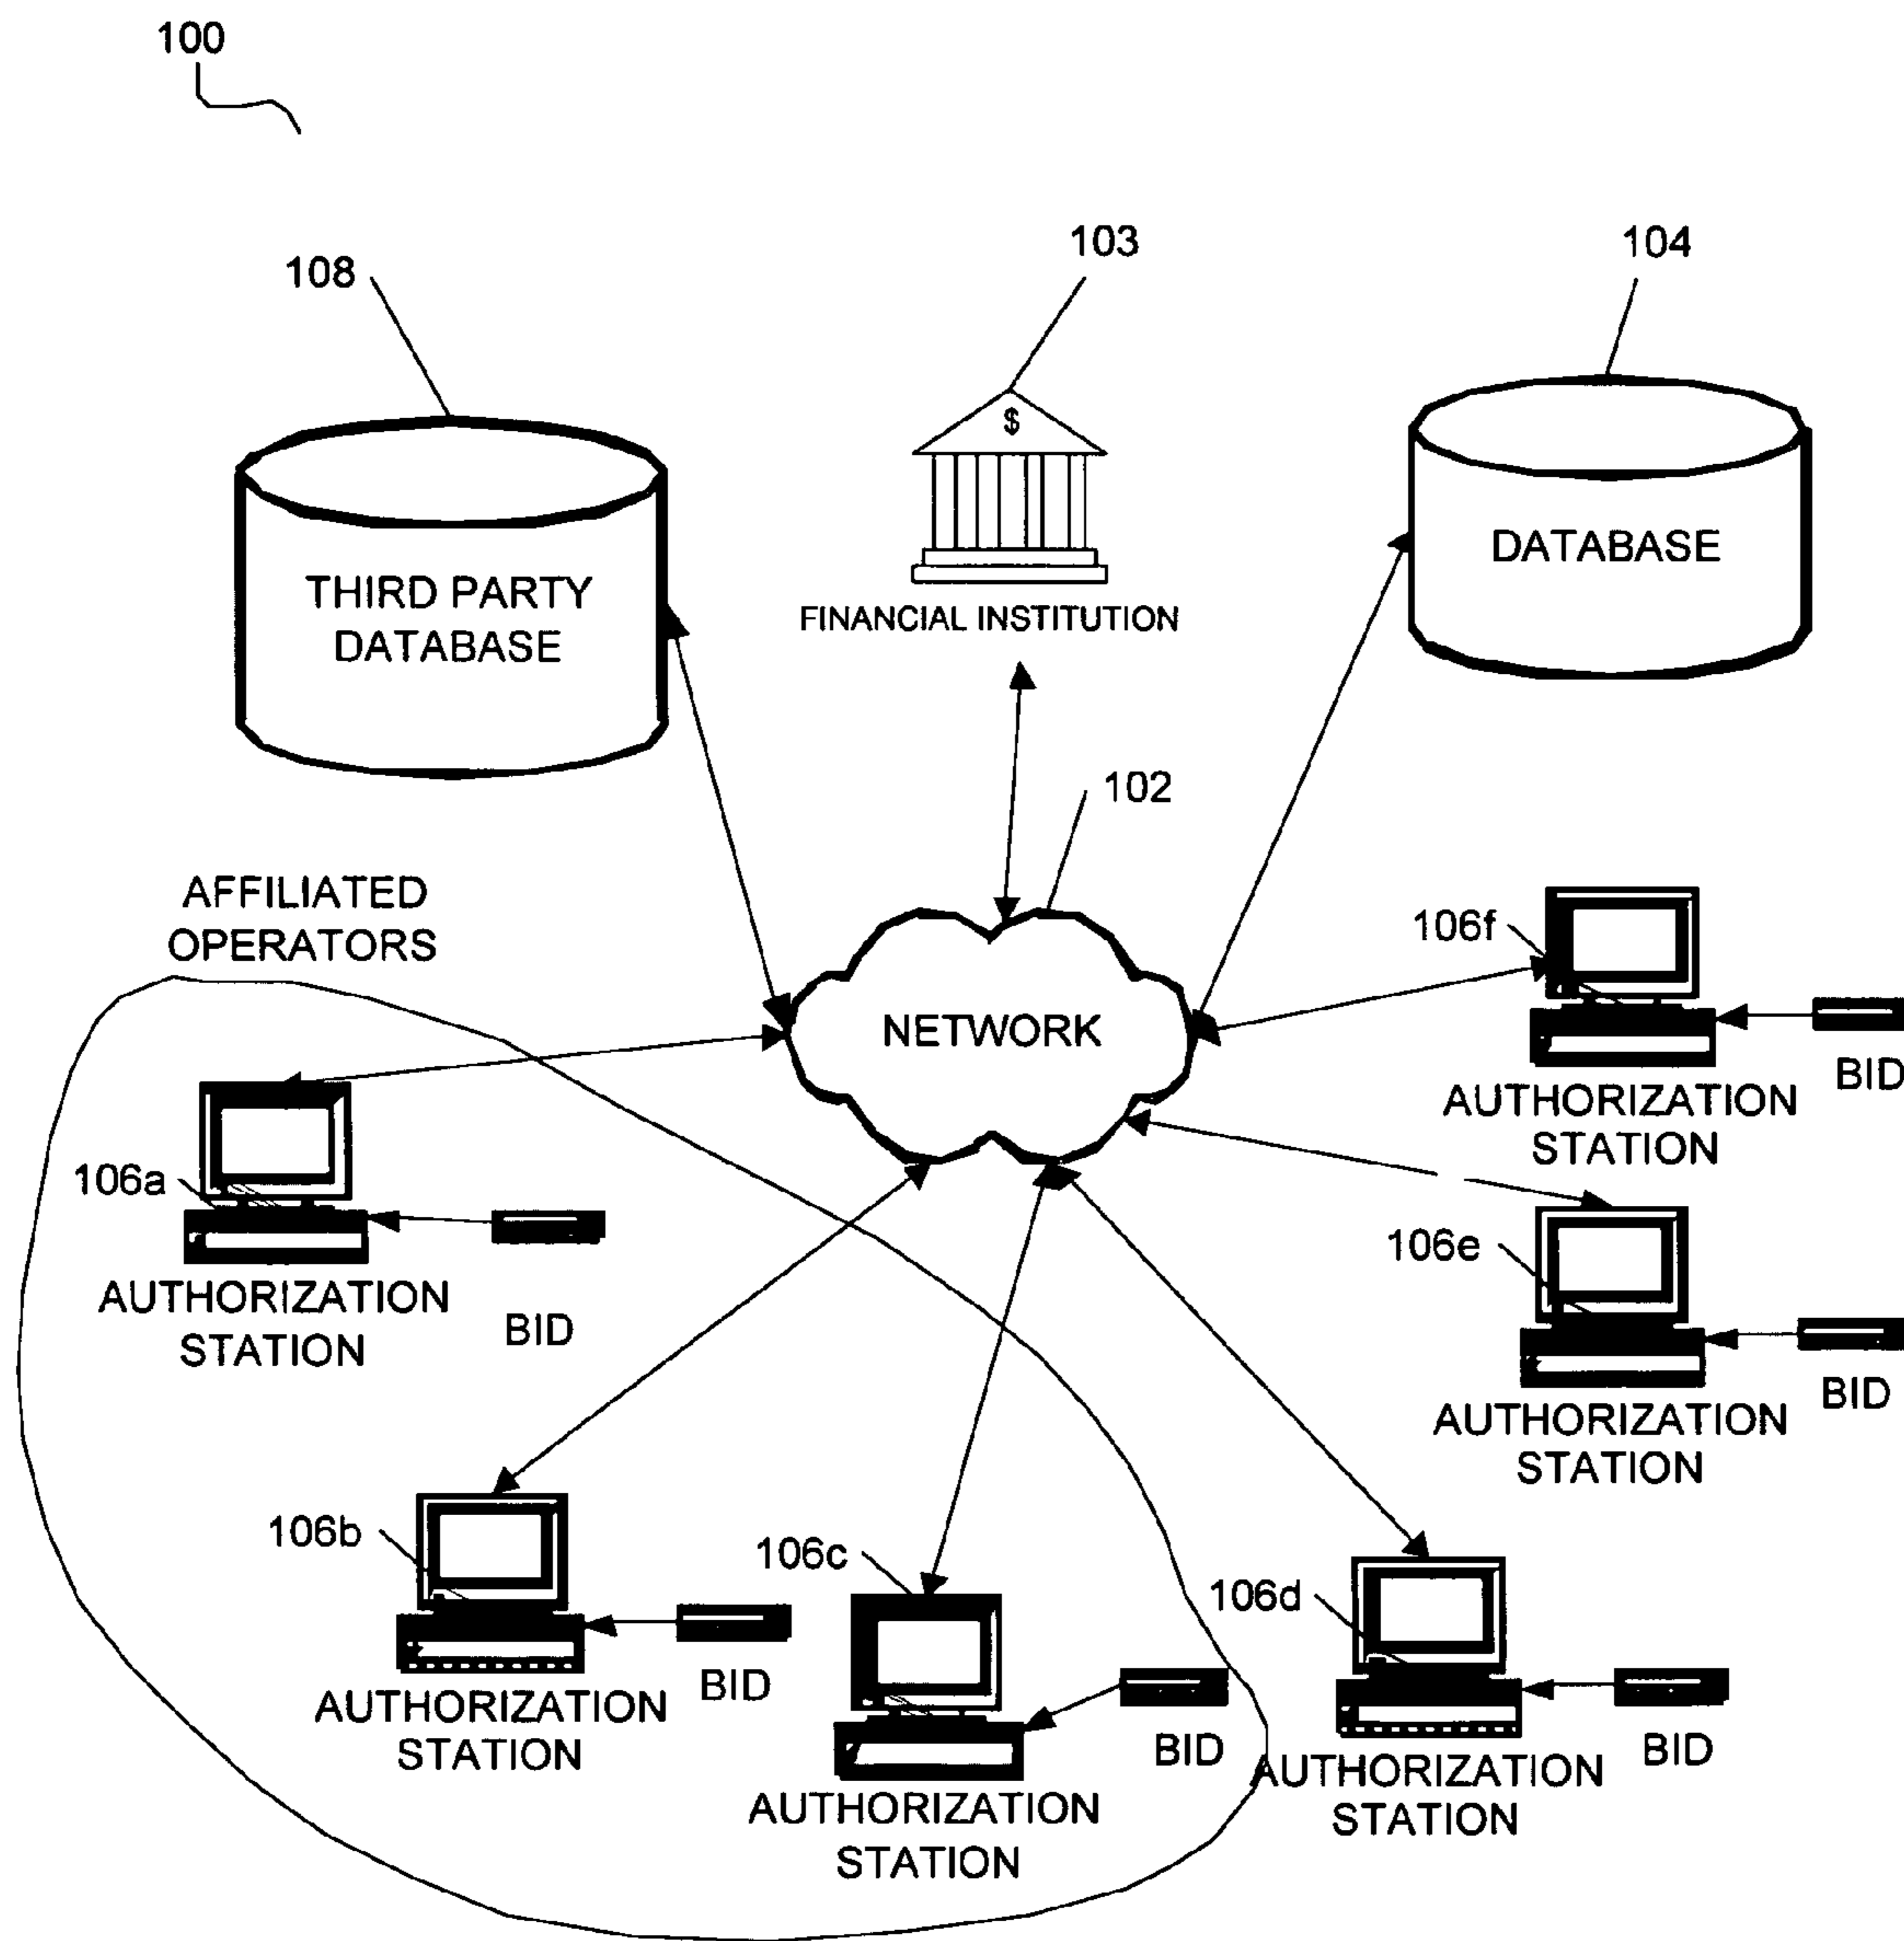 100
103
104
108
$
DATABASE
THIRD PARTY
DATABASE
FINANCIAL INSTITUTION
102
AFFILIATED
OPERATORS
106f
NETWORK
BID
AUTHORIZATION
STATION
106a
106e
AUTHORIZATION
STATION
BID
BID
AUTHORIZATION
STATION
106b
106c
106d
BID
AUTHORIZATION
STATION
BID
BID
AUTHORIZATION
STATION
AUTHORIZATION
STATION